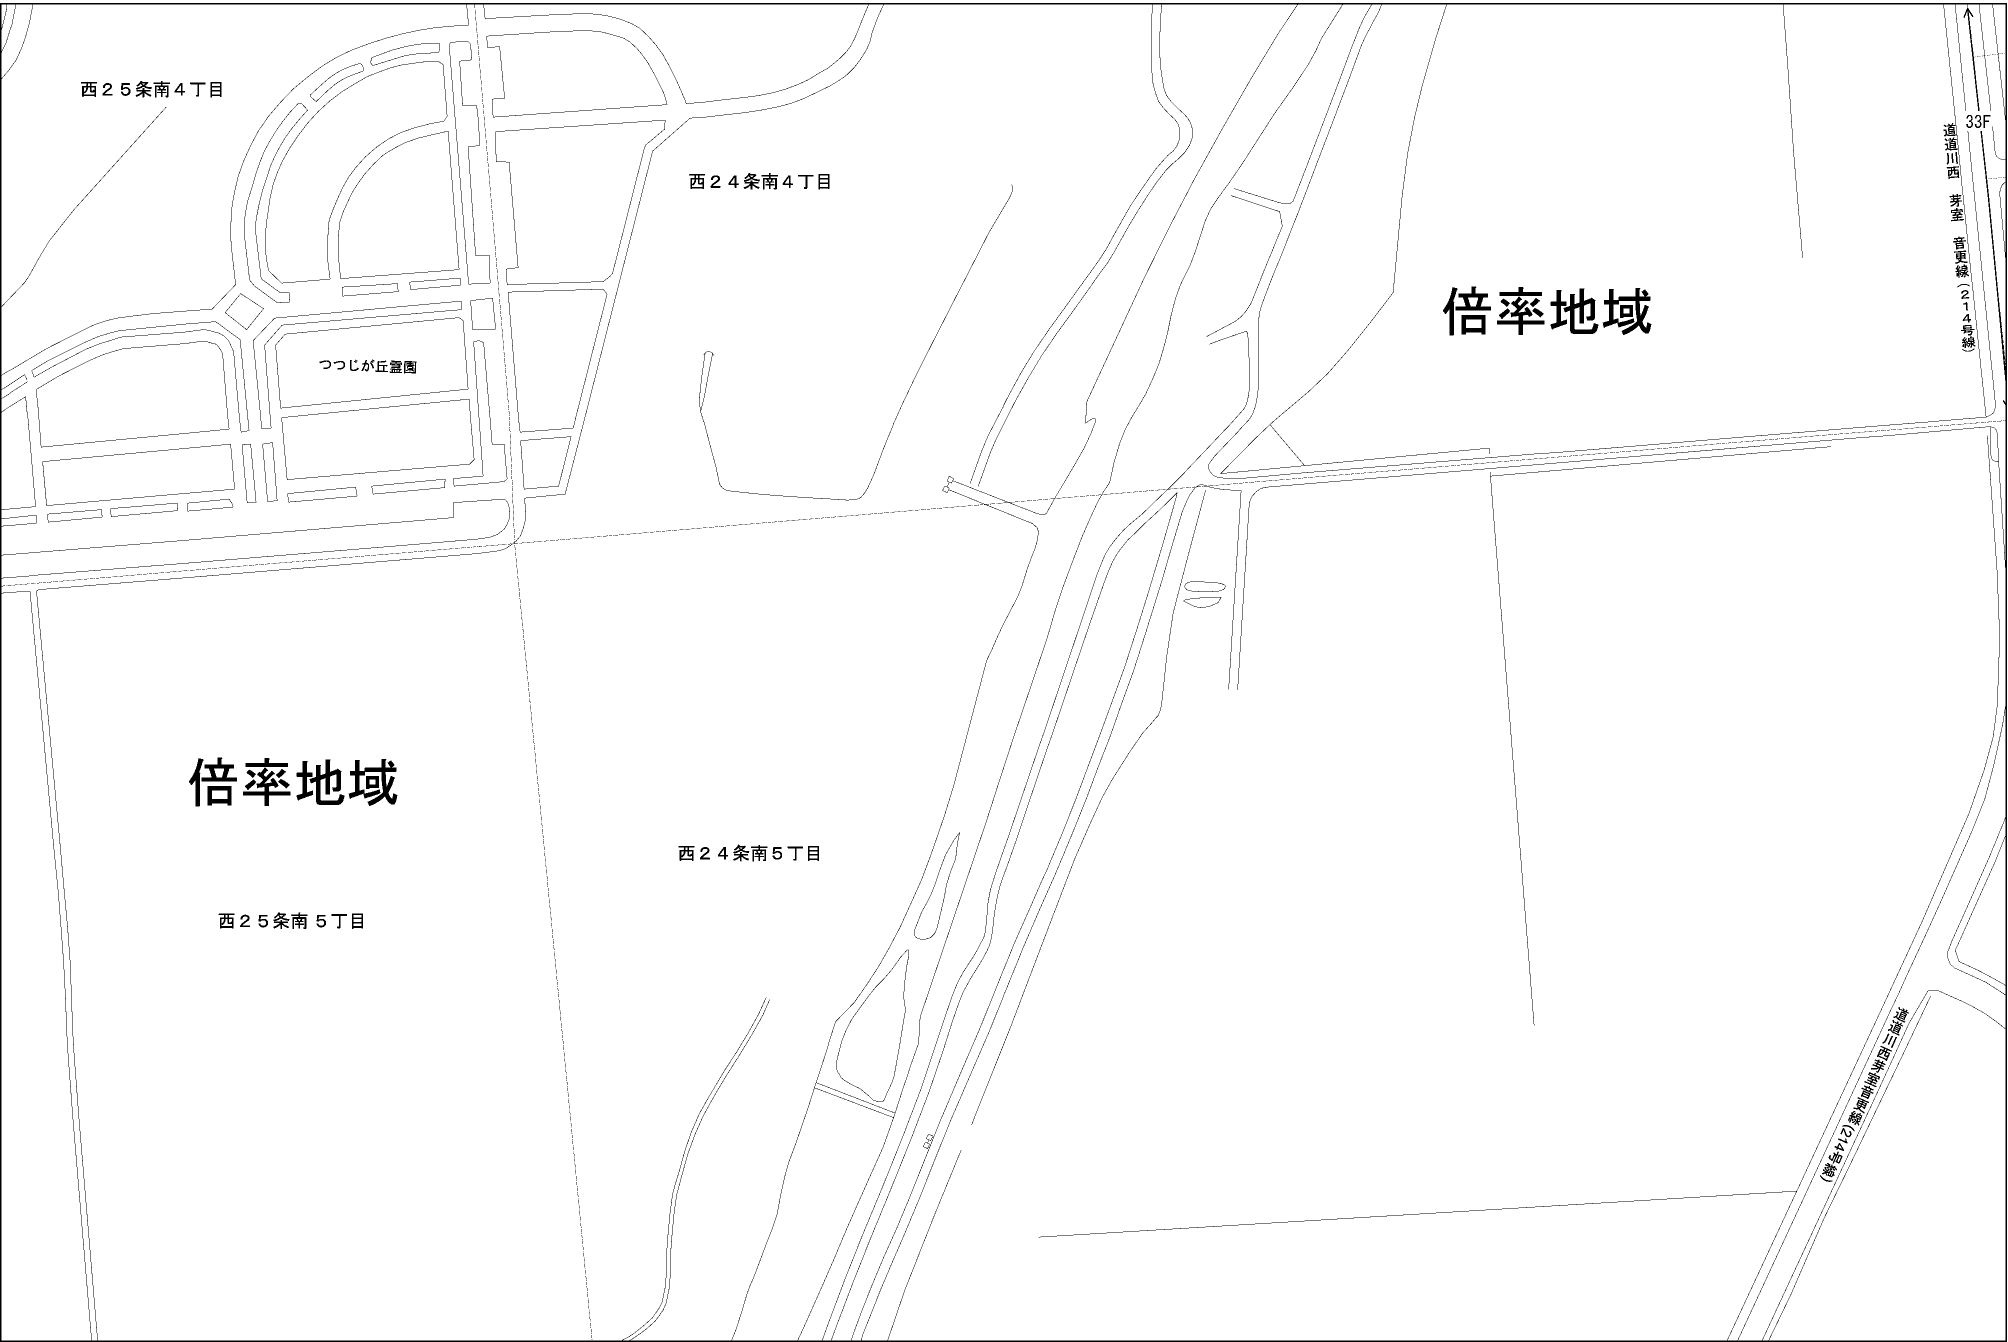 西２５条南４丁目
33F
道道川西　芽室　音更線（２１４号線）
西２４条南４丁目
倍率地域
つつじが丘霊園
倍率地域
西２４条南５丁目
西２５条南５丁目
道道川西芽室音更線(214号線)